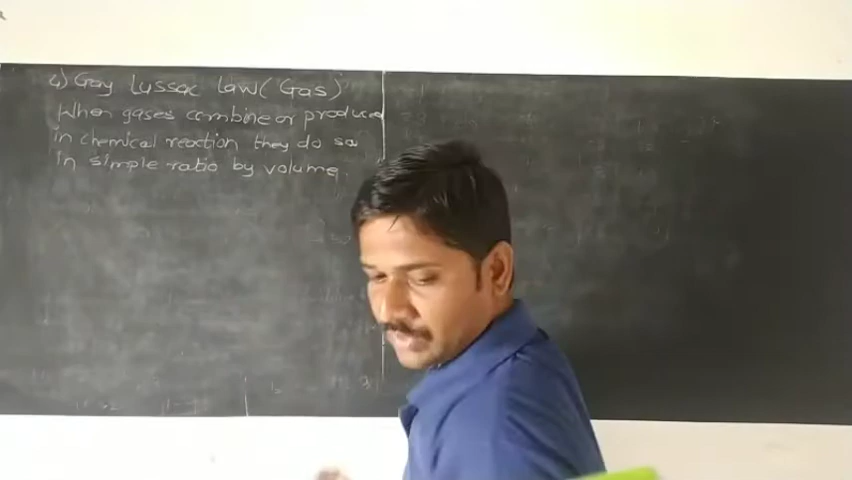 4) Gay Lussac law (Gas)
When gases combine or produced
in chemical reaction they do so
in simple ratio by volume.